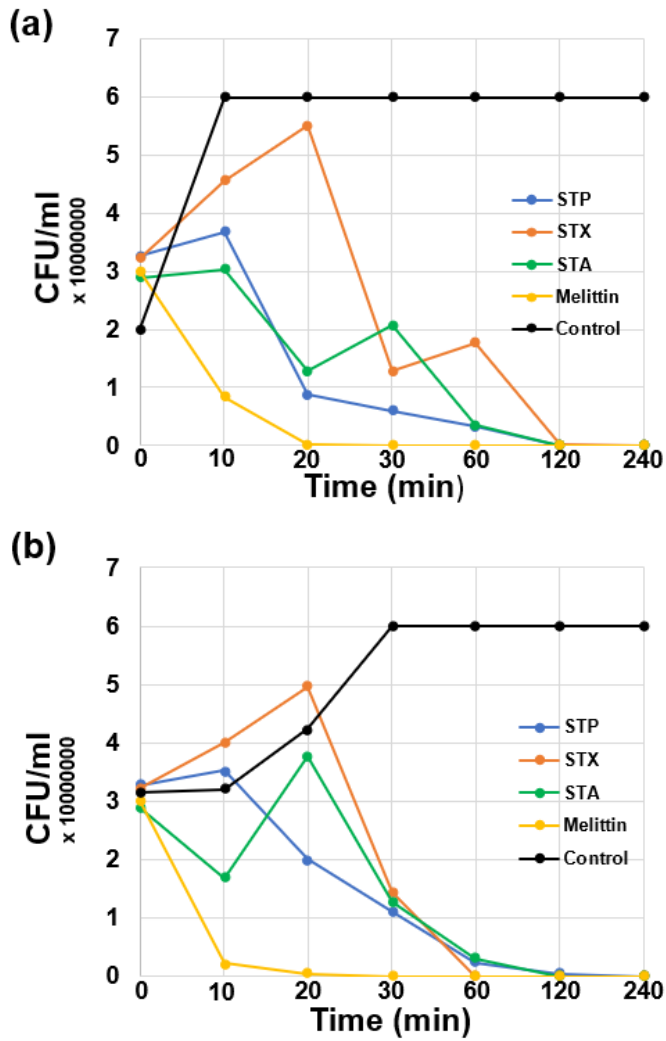 (a)
7
6
5
4
3
2
1
0
CFU/ml
x 10000000
STP
STX
STA
Melittin
Control
0 10 20 30 60 120 240
Time (min)
(b)
7
6
5
4
3
2
1
0
CFU/ml
x 10000000
STP
STX
STA
Melittin
Control
0 10 20 30 60 120 240
Time (min)